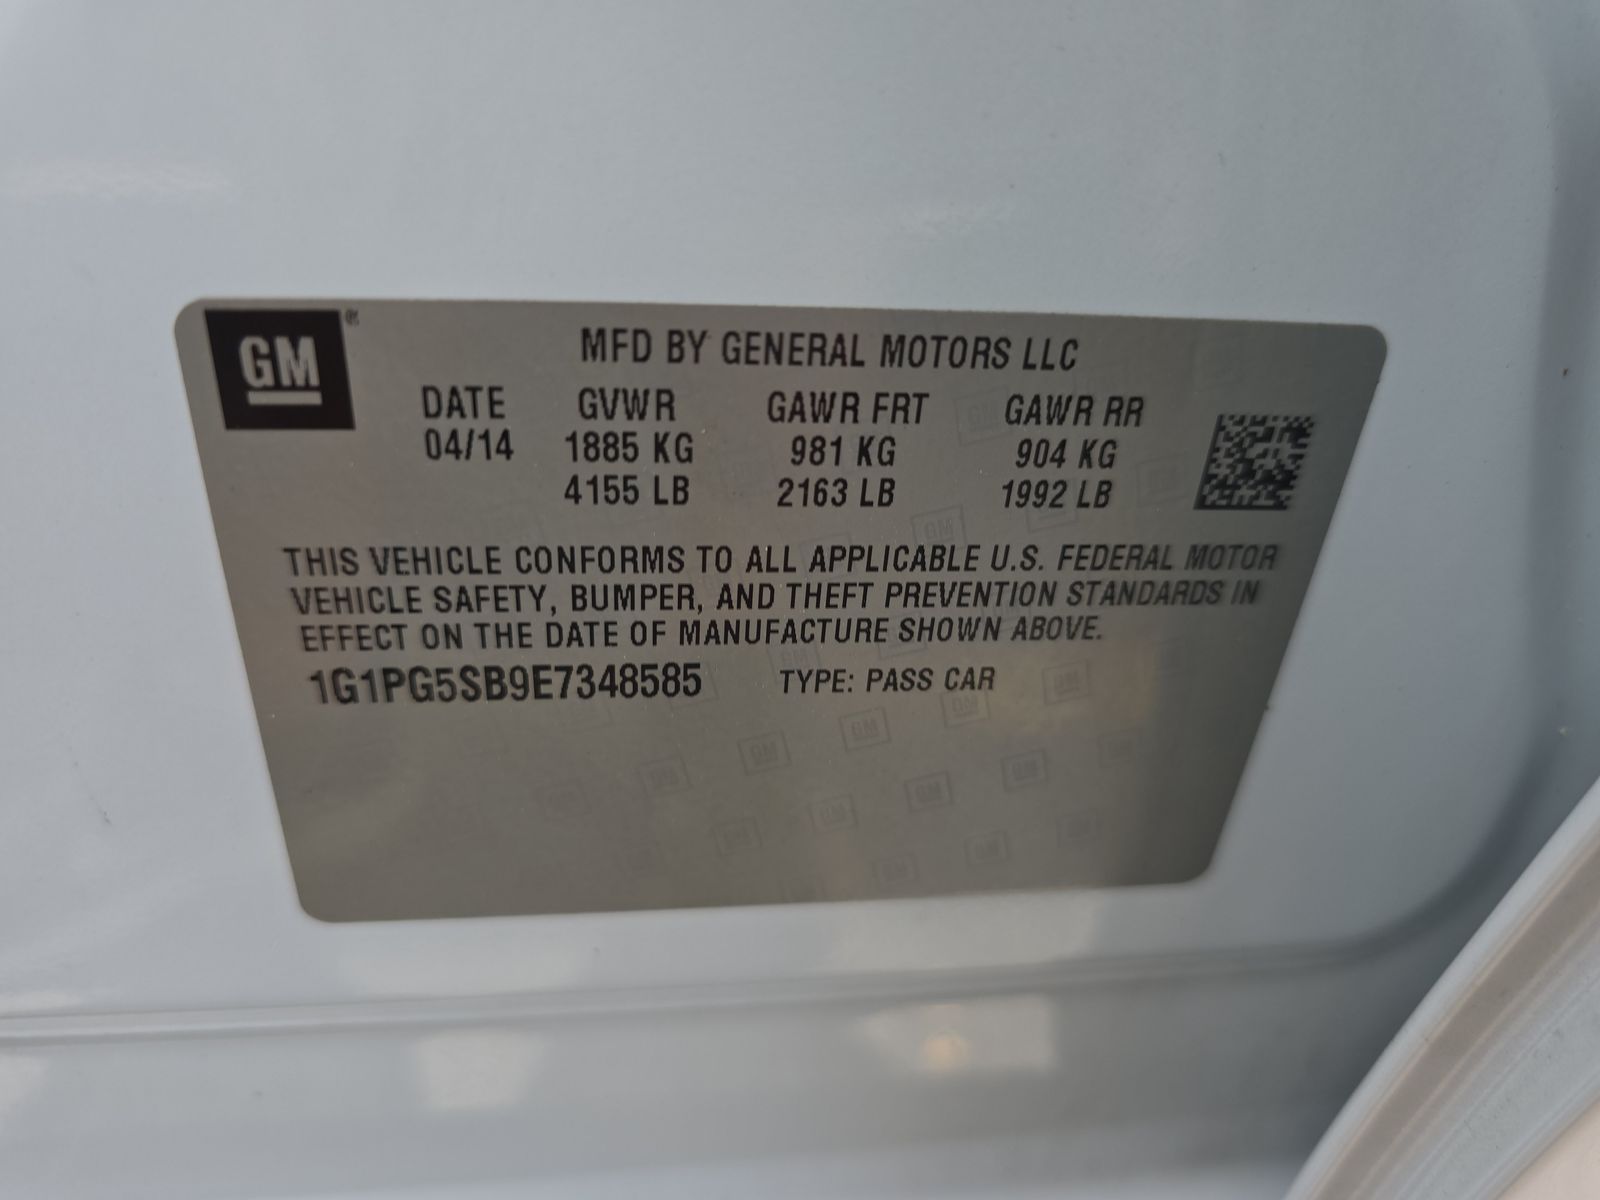 GM
MFD BY GENERAL MOTORS LLC
DATE GVWR GAWR FRT GAWR RR
04/14 1885 KG 981 KG 904 KG
4155 LB 2163 LB 1992 LB
THIS VEHICLE CONFORMS TO ALL APPLICABLE U.S. FEDERAL MOTOR
VEHICLE SAFETY, BUMPER, AND THEFT PREVENTION STANDARDS IN
EFFECT ON THE DATE OF MANUFACTURE SHOWN ABOVE.
1G1PG5SB9E7348585 TYPE: PASS CAR